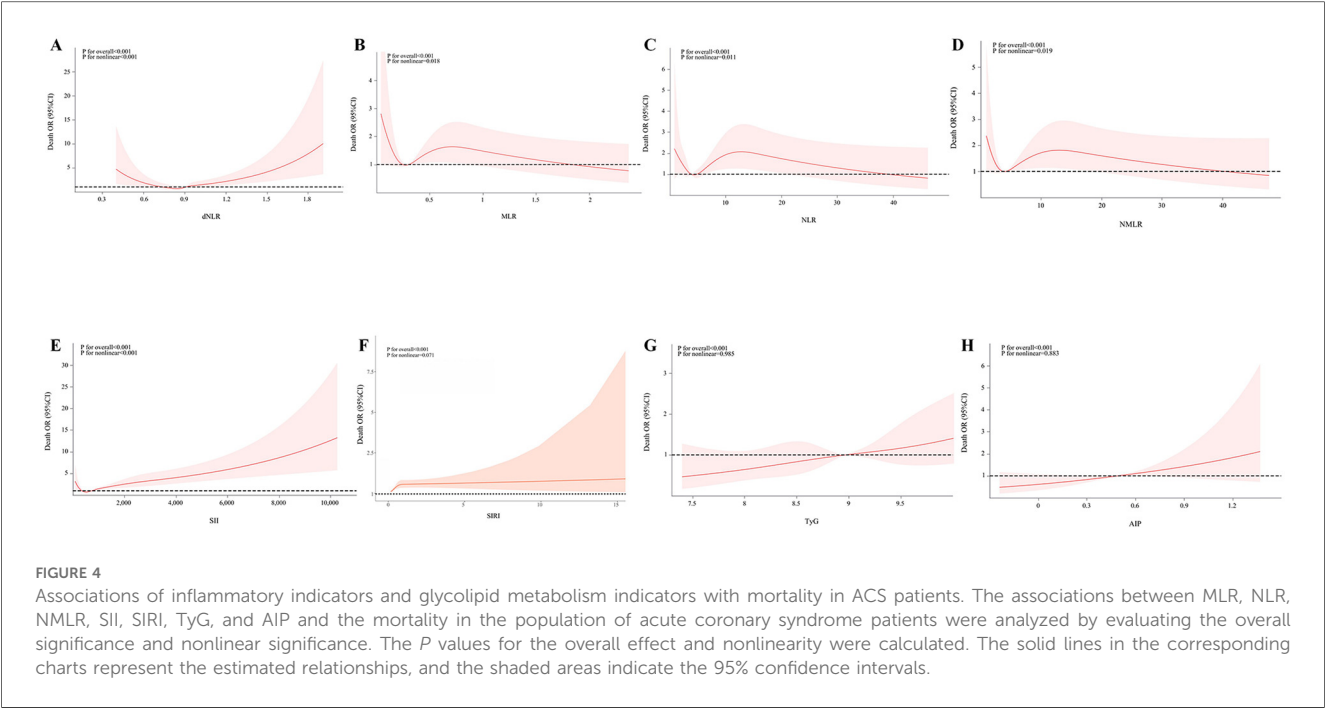 A
P for overall<0.001
P for nonlinear<0.001
Death OR (95%CI)
25
20
15
10
5
0.3 0.6 0.9 1.2 1.5 1.8
dNLR
B
P for overall<0.001
P for nonlinear=0.018
Death OR (95%CI)
4
2
1
0.5 1 1.5 2
MLR
C
P for overall<0.001
P for nonlinear=0.011
Death OR (95%CI)
6
5
4
3
2
1
10 20 30 40
NLR
D
P for overall<0.001
P for nonlinear=0.019
Death OR (95%CI)
5
4
3
2
1
10 20 30 40
NMLR
E
P for overall<0.001
P for nonlinear<0.001
Death OR (95%CI)
30
25
20
15
10
5
2,000 4,000 6,000 8,000 10,000
SII
F
P for overall<0.001
P for nonlinear=0.071
Death OR (95%CI)
7.5
5
2.5
1
0 5 10 15
SIRI
G
P for overall<0.001
P for nonlinear=0.985
Death OR (95%CI)
3
2
1
7.5 8 8.5 9 9.5
TyG
H
P for overall<0.001
P for nonlinear=0.883
Death OR (95%CI)
6
5
4
3
2
1
0 0.3 0.6 0.9 1.2
AIP
FIGURE 4
Associations of inflammatory indicators and glycolipid metabolism indicators with mortality in ACS patients. The associations between MLR, NLR,
NMLR, SII, SIRI, TyG, and AIP and the mortality in the population of acute coronary syndrome patients were analyzed by evaluating the overall
significance and nonlinear significance. The P values for the overall effect and nonlinearity were calculated. The solid lines in the corresponding
charts represent the estimated relationships, and the shaded areas indicate the 95% confidence intervals.